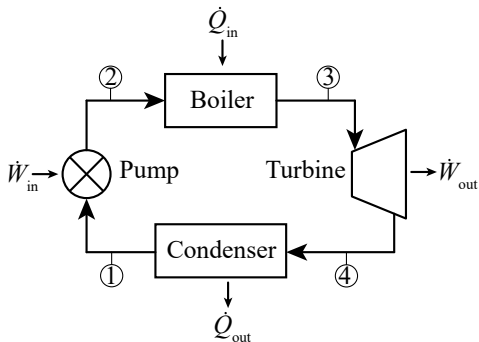 Q̇in
② ③
Boiler
Ẇin Pump Turbine Ẇout
Condenser
① ④
Q̇out